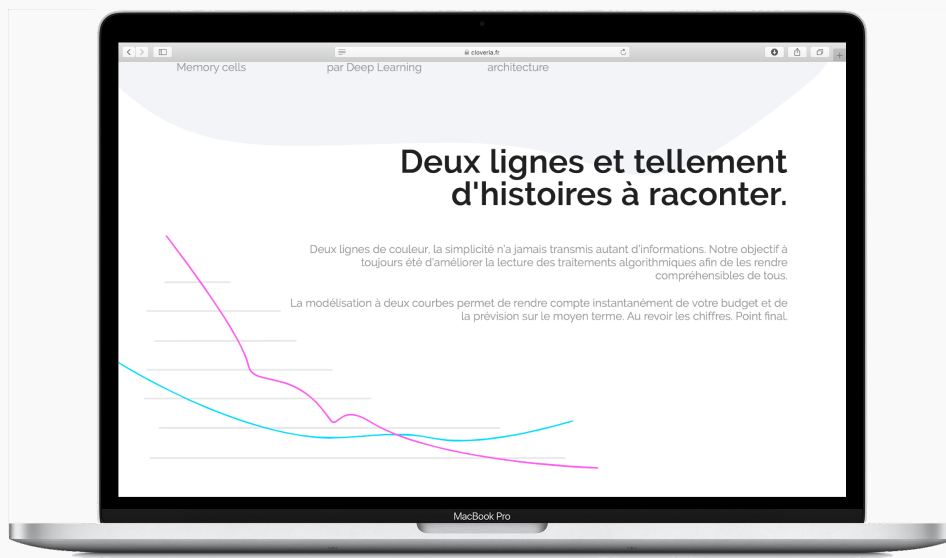 cloveria.fr
Memory cells
par Deep Learning
architecture
Deux lignes et tellement
d'histoires à raconter.
Deux lignes de couleur, la simplicité n'a jamais transmis autant d'informations. Notre objectif à
toujours été d'améliorer la lecture des traitements algorithmiques afin de les rendre
compréhensibles de tous.
La modélisation à deux courbes permet de rendre compte instantanément de votre budget et de
la prévision sur le moyen terme. Au revoir les chiffres. Point final.
MacBook Pro